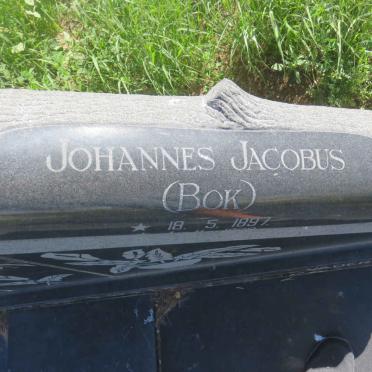 JOHANNES JACOBUS
(BOK)
★ 18. 5. 1897